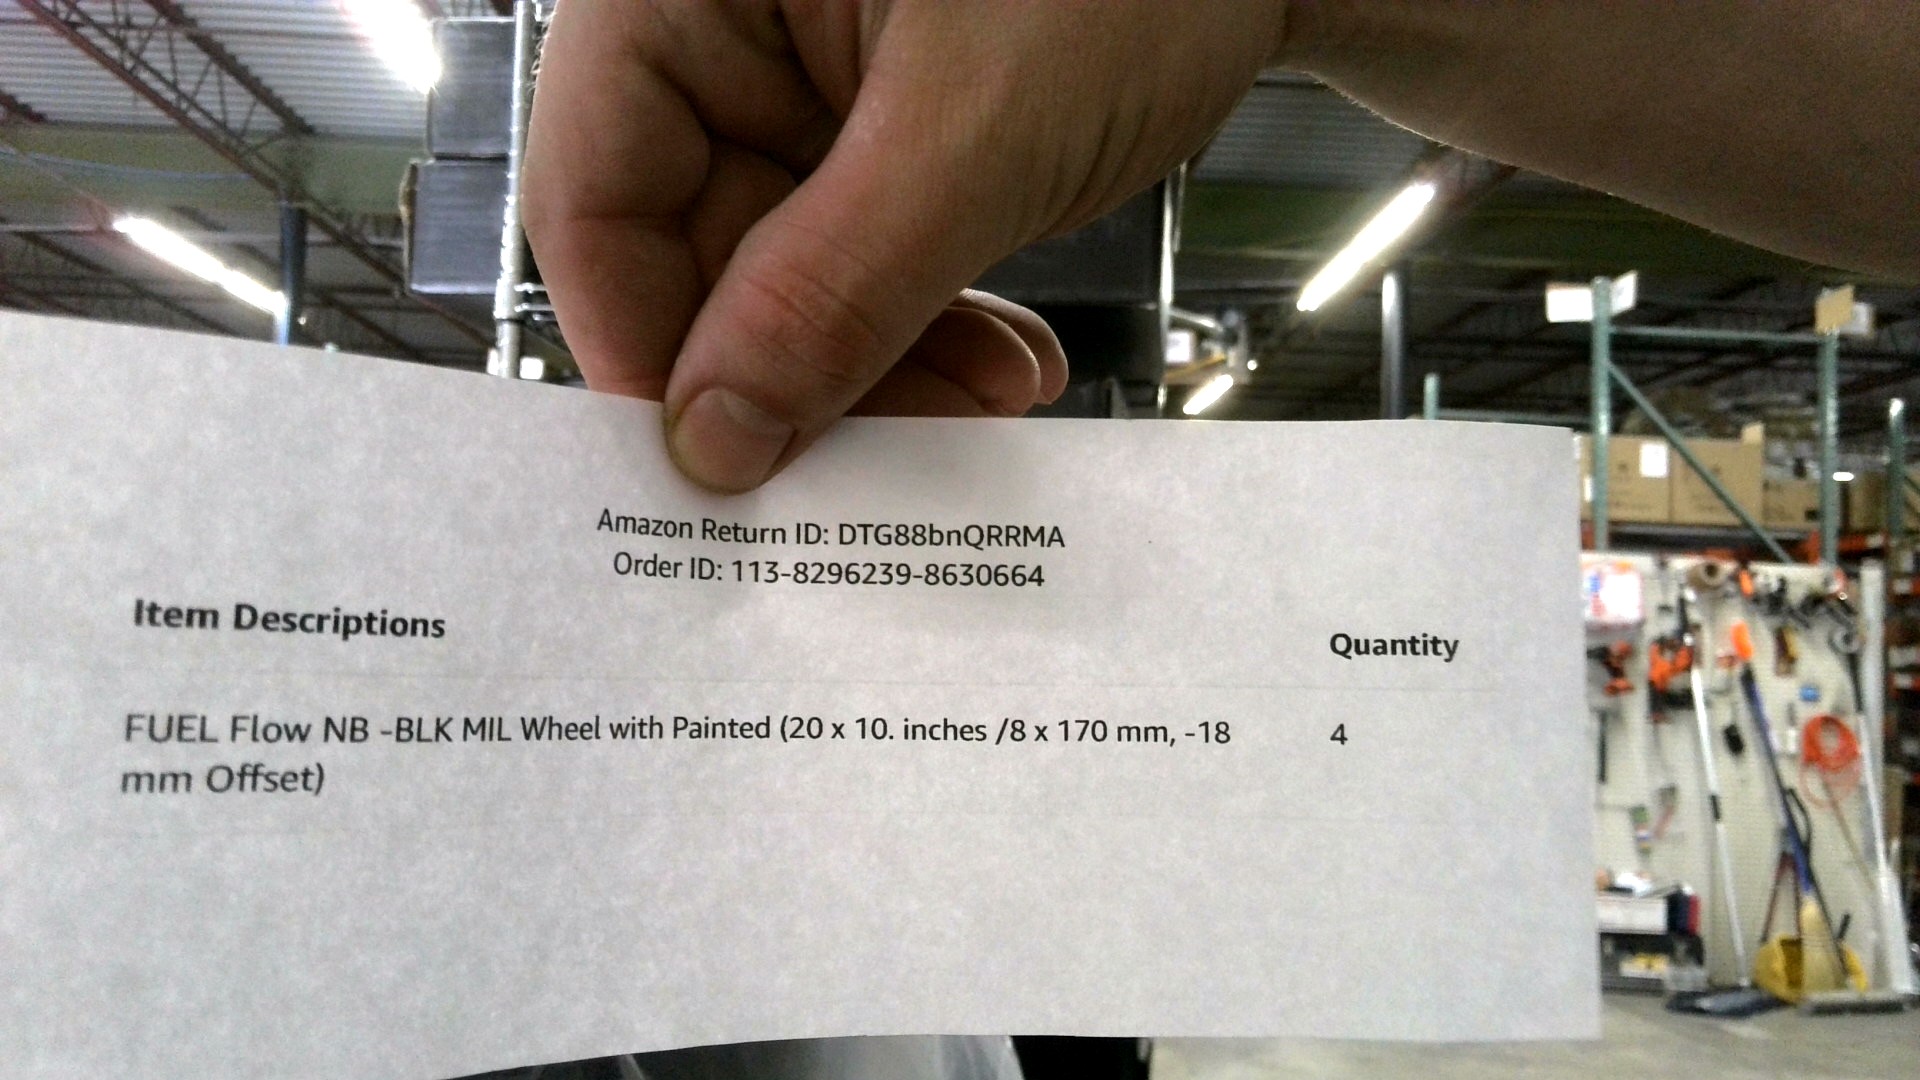 Amazon Return ID: DTG88bnQRRMA
Order ID: 113-8296239-8630664
Item Descriptions
Quantity
FUEL Flow NB -BLK MIL Wheel with Painted (20 x 10. inches /8 x 170 mm, -18
4
mm Offset)